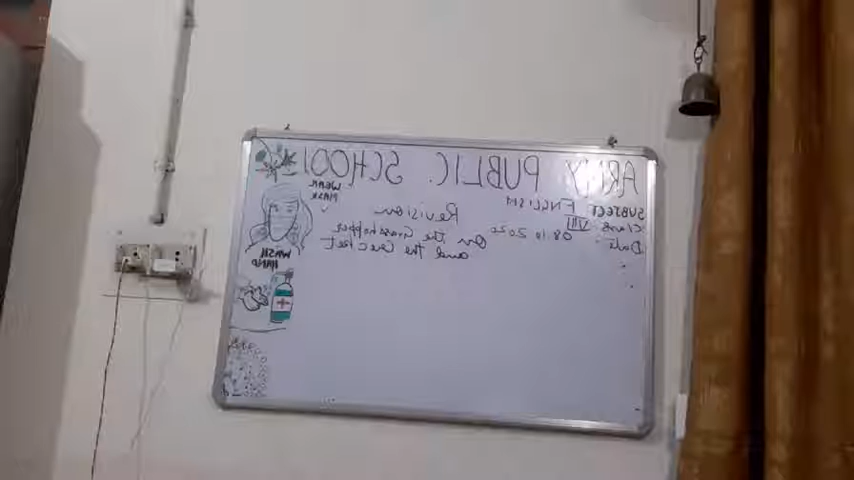 ARMY PUBLIC SCHOOL
SUBJECT ENGLISH
Class VIII
Date 08.10.2020
Revision
On the Grasshopper
and the Cricket
WEAR
MASK
WASH
HAND